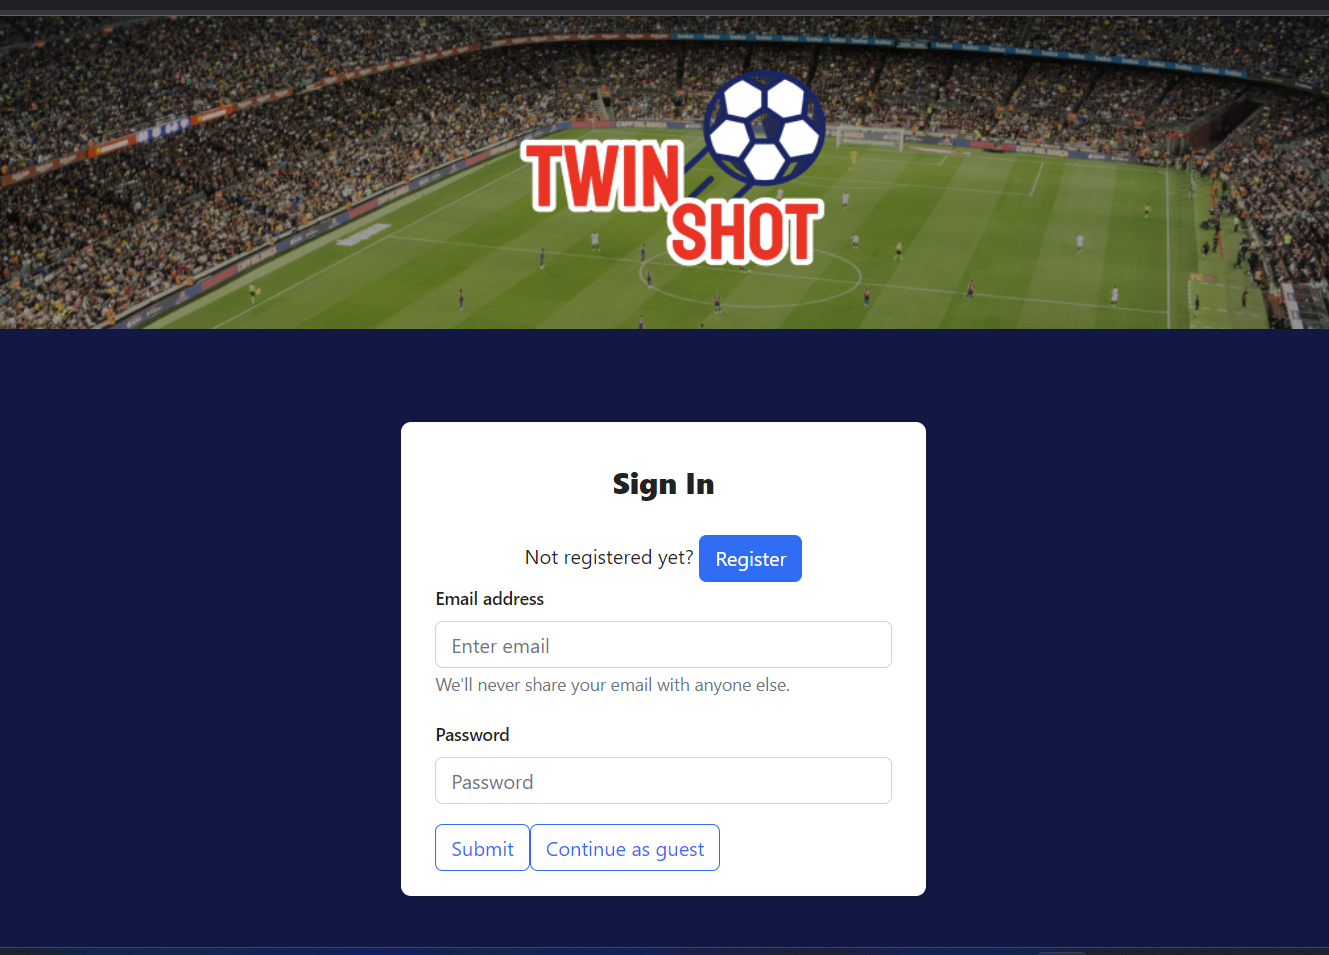 TWIN
SHOT
Sign In
Not registered yet? Register
Email address
Enter email
We'll never share your email with anyone else.
Password
Password
Submit Continue as guest